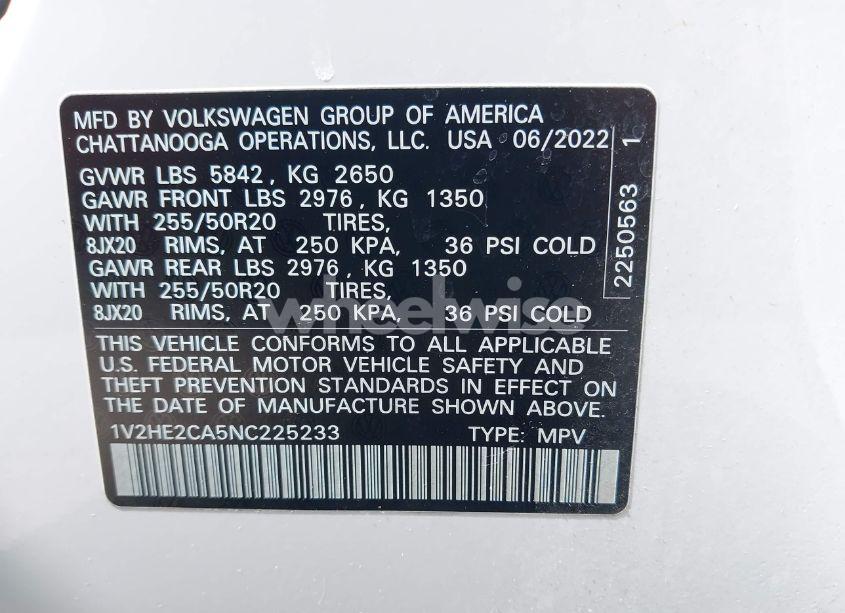 MFD BY VOLKSWAGEN GROUP OF AMERICA
CHATTANOOGA OPERATIONS, LLC. USA 06/2022
GVWR LBS 5842, KG 2650
GAWR FRONT LBS 2976, KG 1350
WITH 255/50R20 TIRES,
8JX20 RIMS, AT 250 KPA, 36 PSI COLD
GAWR REAR LBS 2976, KG 1350
WITH 255/50R20 TIRES,
8JX20 RIMS, AT 250 KPA, 36 PSI COLD
THIS VEHICLE CONFORMS TO ALL APPLICABLE
U.S. FEDERAL MOTOR VEHICLE SAFETY AND
THEFT PREVENTION STANDARDS IN EFFECT ON
THE DATE OF MANUFACTURE SHOWN ABOVE.
1V2HE2CA5NC225233 TYPE: MPV
2250563 1
wheelwise